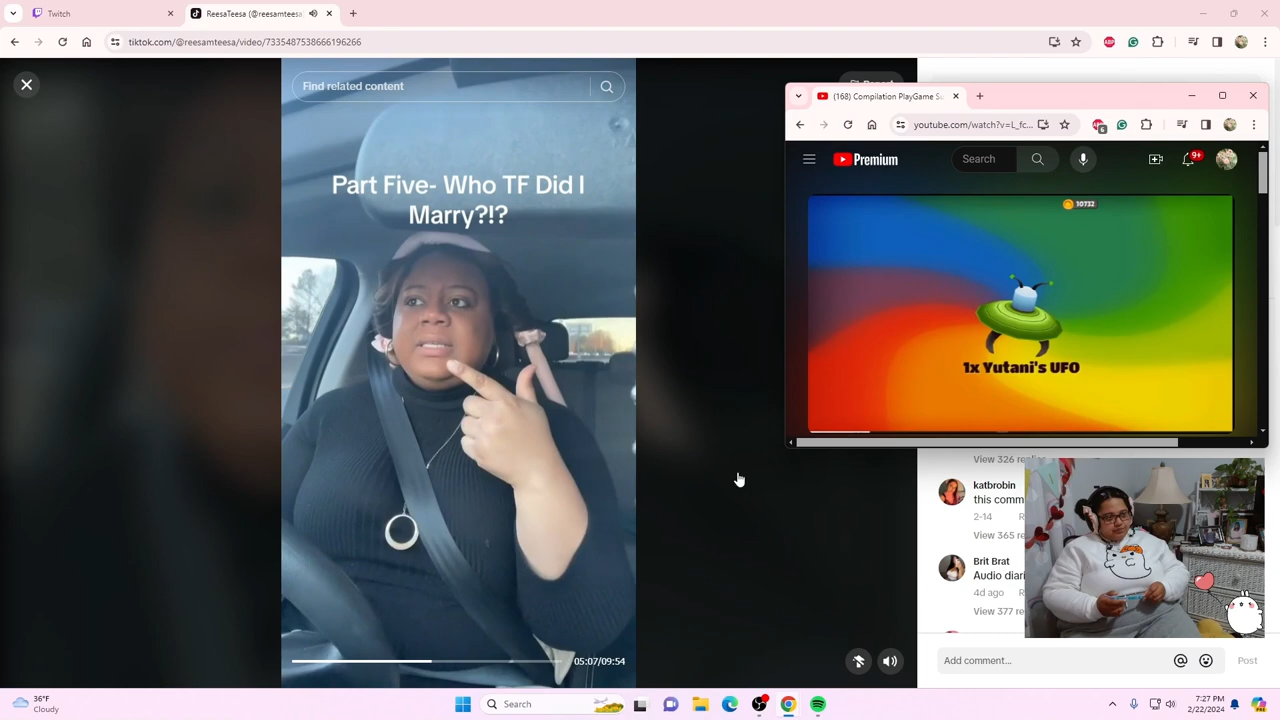 Twitch
ReesaTeesa (@reesamteesa
tiktok.com/@reesamteesa/video/7335487538666196266
Find related content
Part Five- Who TF Did I
Marry?!?
05:07/09:54
(168) Compilation PlayGame Su
youtube.com/watch?v=L_fc...
6
Premium
Search
9+
10732
1x Yutani's UFO
View 326 replies
katbrobin
this comm
2-14
View 365 re
Brit Brat
Audio diari
4d ago
View 377 re
Add comment...
Post
36°F
Cloudy
Search
7:27 PM
2/22/2024